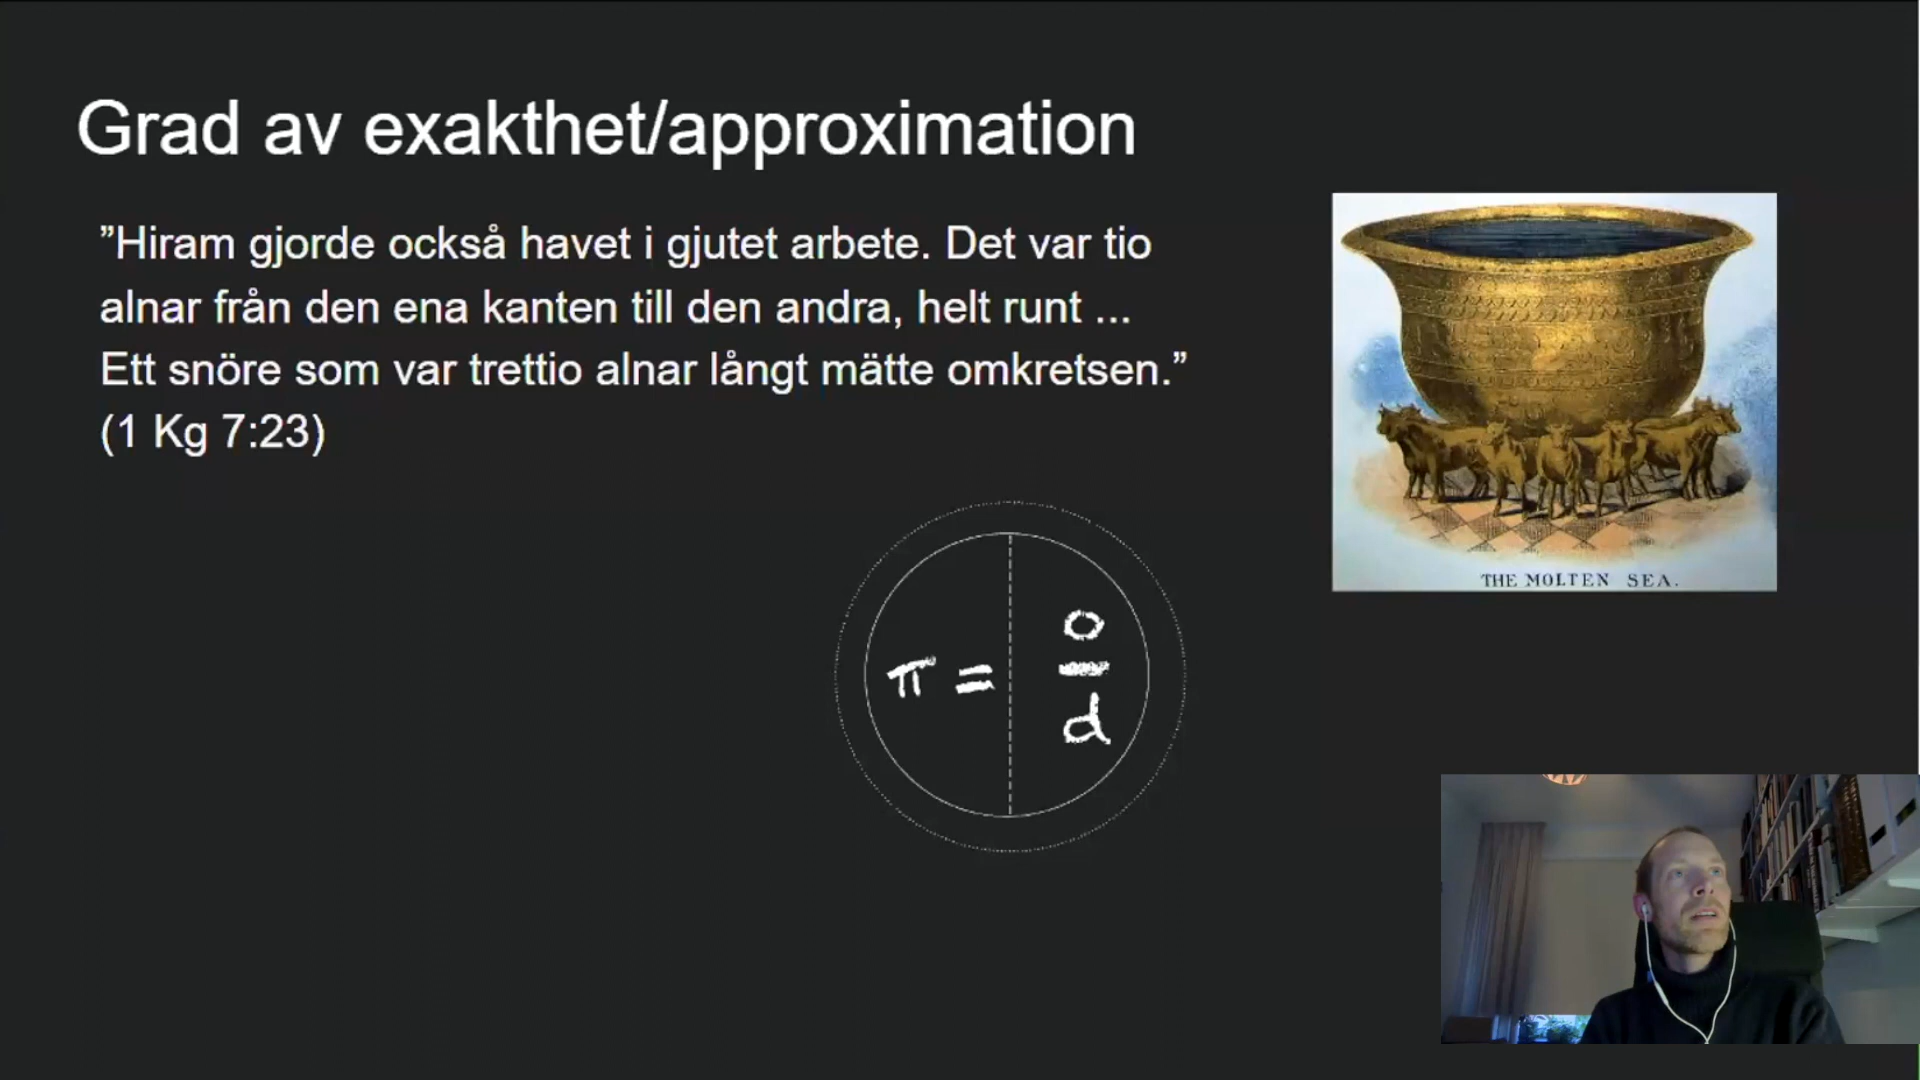 Grad av exakthet/approximation
”Hiram gjorde också havet i gjutet arbete. Det var tio
alnar från den ena kanten till den andra, helt runt ...
Ett snöre som var trettio alnar långt mätte omkretsen.”
(1 Kg 7:23)
THE MOLTEN SEA.
π = o/d